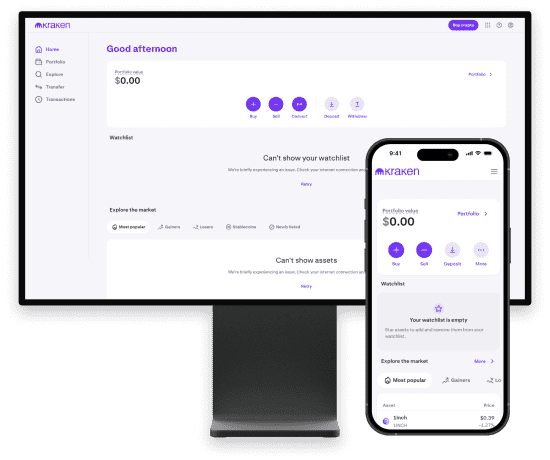 kraken
Buy crypto
Home
Portfolio
Explore
Transfer
Transactions
Good afternoon
Portfolio value
$0.00
Portfolio
Buy
Sell
Convert
Deposit
Withdraw
Watchlist
Can't show your watchlist
We're briefly experiencing an issue. Check your internet connection an
Retry
Explore the market
Most popular
Gainers
Losers
Stablecoins
Newly listed
Can't show assets
We're briefly experiencing an issue. Check your internet connection an
Retry
9:41
kraken
Portfolio value
$0.00
Portfolio
Buy
Sell
Deposit
More
Watchlist
Your watchlist is empty
Star assets to add and remove them from your
watchlist.
Explore the market
More
Most popular
Gainers
Lo
Asset
Price
1inch
$0.39
1INCH
-1.27%